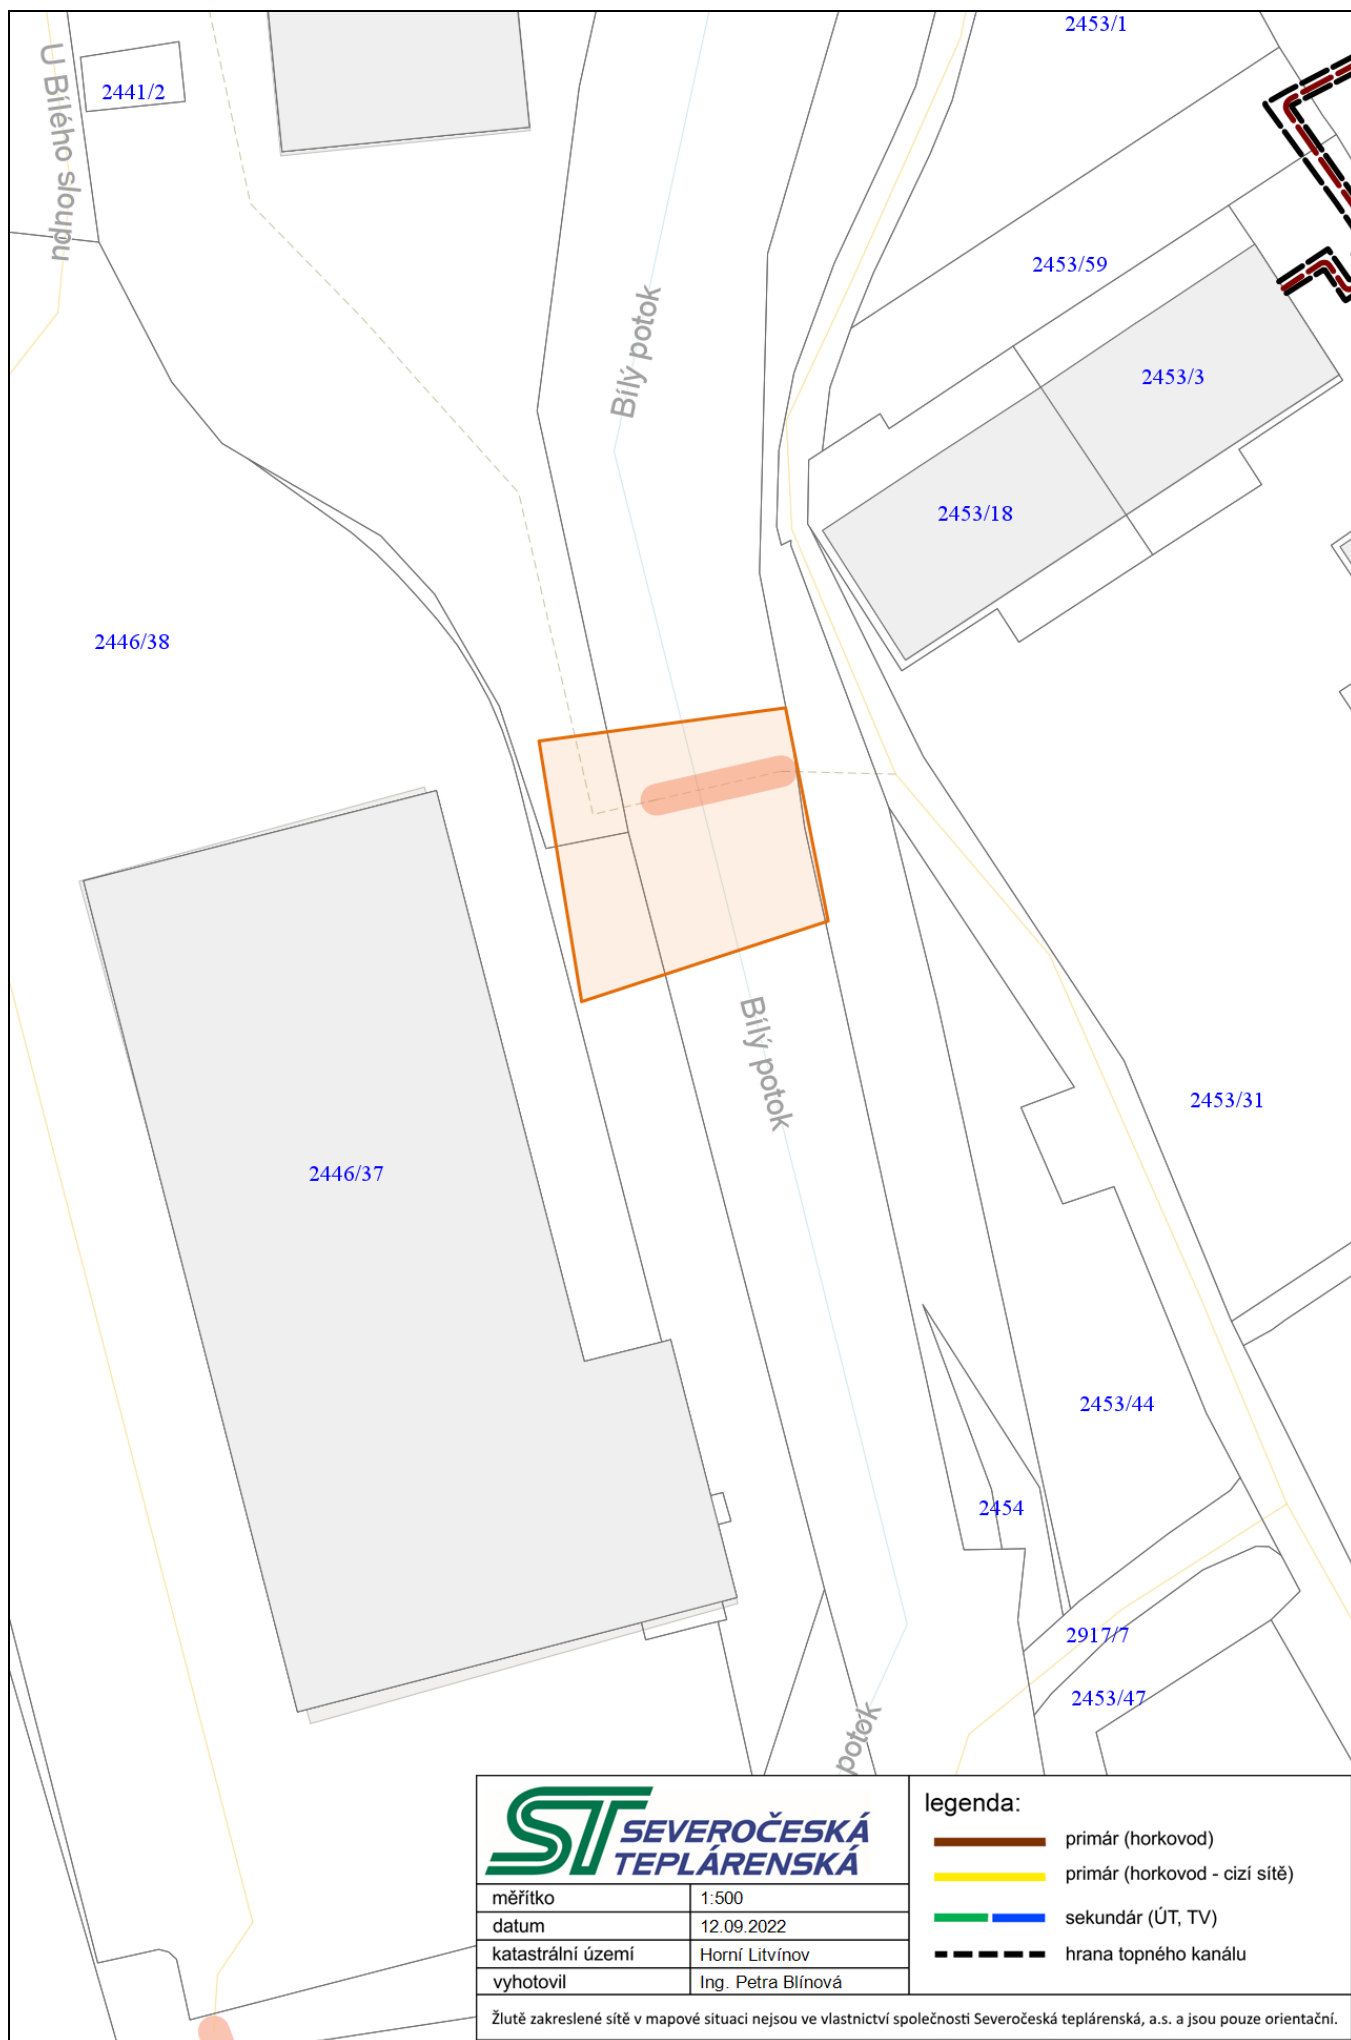 2453/1
U Bílého sloupu
2441/2
2453/59
Bílý potok
2453/3
2453/18
2446/38
Bílý potok
2453/31
2446/37
2453/44
2454
2917/7
2453/47
potok
ST SEVEROČESKÁ
TEPLÁRENSKÁ
měřítko 1:500
datum 12.09.2022
katastrální území Horní Litvínov
vyhotovil Ing. Petra Blínová
legenda:
primár (horkovod)
primár (horkovod - cizí sítě)
sekundár (ÚT, TV)
hrana topného kanálu
Žlutě zakreslené sítě v mapové situaci nejsou ve vlastnictví společnosti Severočeská teplárenská, a.s. a jsou pouze orientační.